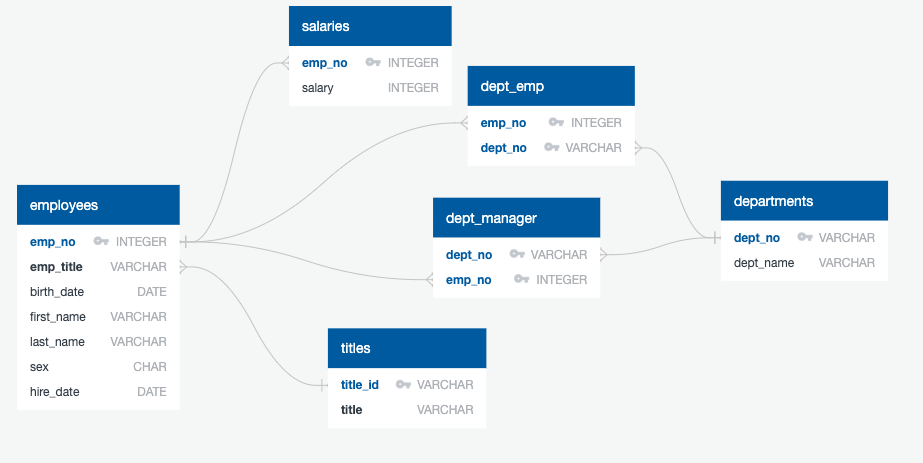 salaries
emp_no INTEGER
salary INTEGER
dept_emp
emp_no INTEGER
dept_no VARCHAR
employees
emp_no INTEGER
emp_title VARCHAR
birth_date DATE
first_name VARCHAR
last_name VARCHAR
sex CHAR
hire_date DATE
dept_manager
dept_no VARCHAR
emp_no INTEGER
departments
dept_no VARCHAR
dept_name VARCHAR
titles
title_id VARCHAR
title VARCHAR